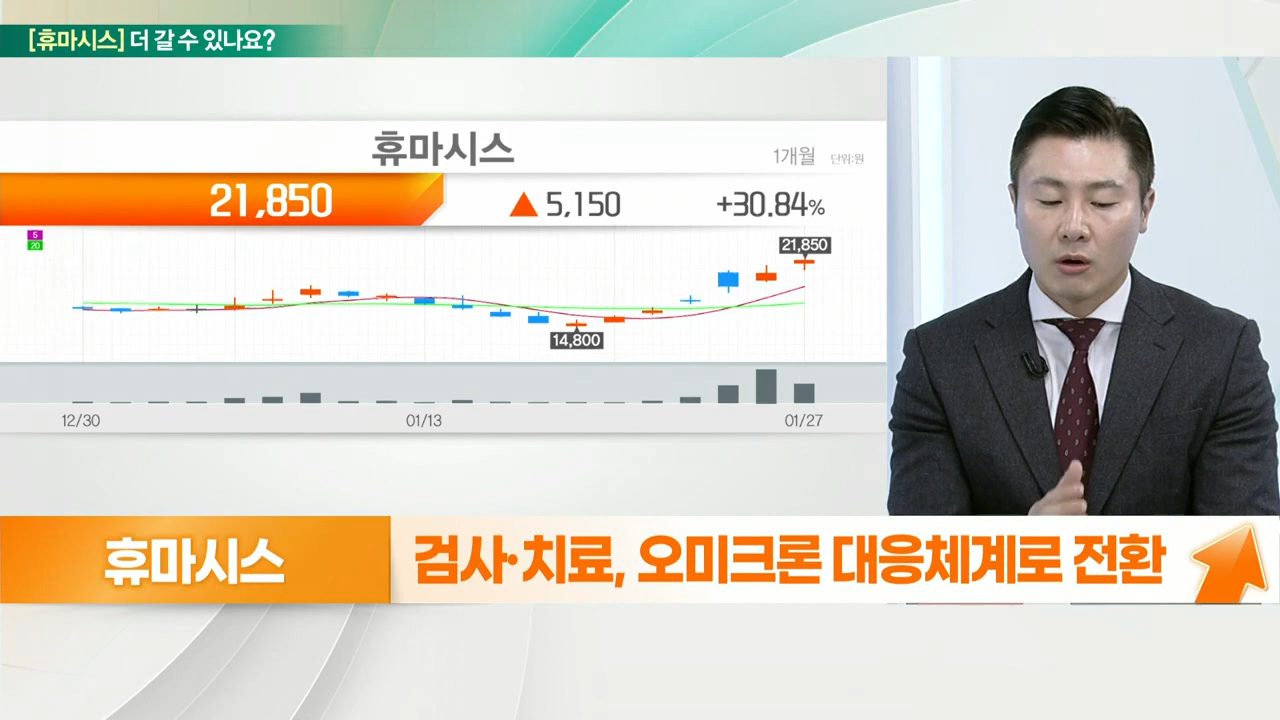 [휴마시스] 더 갈 수 있나요?
휴마시스
1개월 단위:원
21,850 ▲ 5,150 +30.84%
5
20
21,850
14,800
12/30 01/13 01/27
휴마시스 검사·치료, 오미크론 대응체계로 전환